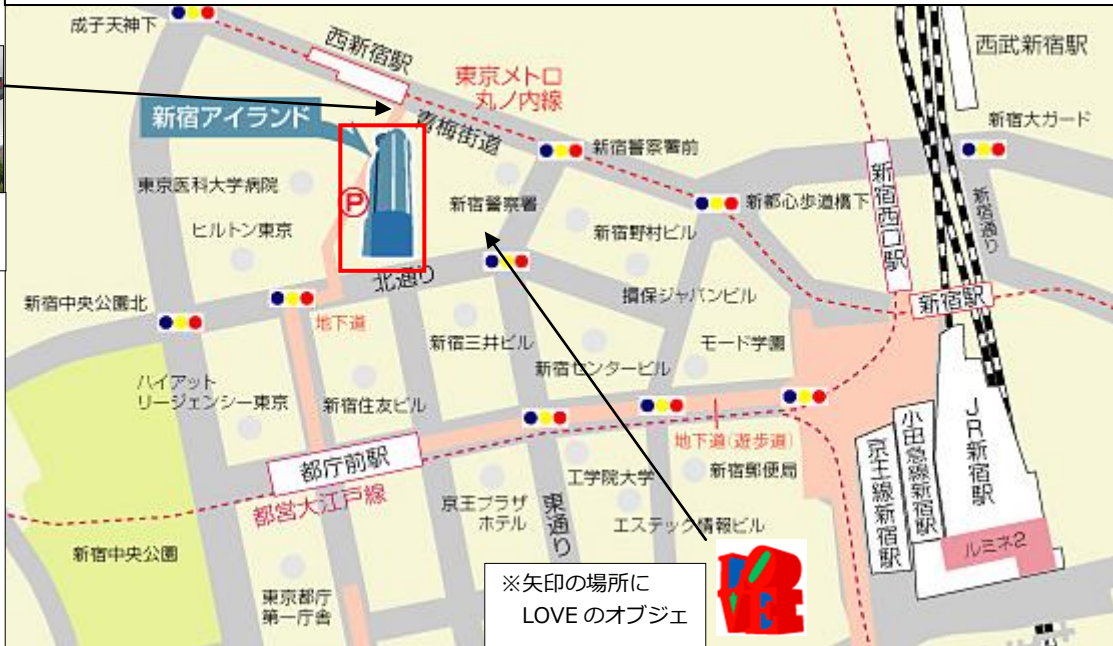 成子天神下
西新宿駅
西武新宿駅
東京メトロ
丸ノ内線
新宿アイランド
青梅街道
新宿警察署前
新宿大ガード
東京医科大学病院
P
新宿警察署
新宿西口駅
新都心歩道橋下
新宿通り
ヒルトン東京
新宿野村ビル
北通り
新宿中央公園北
地下道
損保ジャパンビル
新宿駅
新宿三井ビル
モード学園
新宿センタービル
ハイアット
リージェンシー東京
新宿住友ビル
都庁前駅
地下道(遊歩道)
都営大江戸線
工学院大学
新宿郵便局
京王プラザ
ホテル
東通り
エステック情報ビル
京王線新宿駅
小田急線新宿駅
JR新宿駅
ルミネ2
新宿中央公園
東京都庁
第一庁舎
※矢印の場所に
LOVE のオブジェ
LOVE